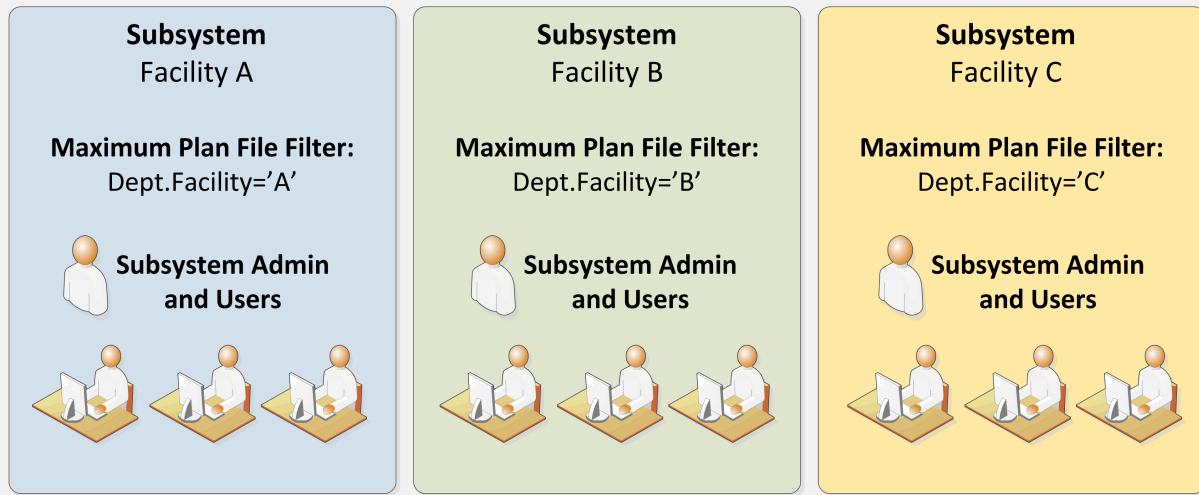 Subsystem
Facility A
Maximum Plan File Filter:
Dept.Facility=’A’
Subsystem Admin
and Users
Subsystem
Facility B
Maximum Plan File Filter:
Dept.Facility=’B’
Subsystem Admin
and Users
Subsystem
Facility C
Maximum Plan File Filter:
Dept.Facility=’C’
Subsystem Admin
and Users